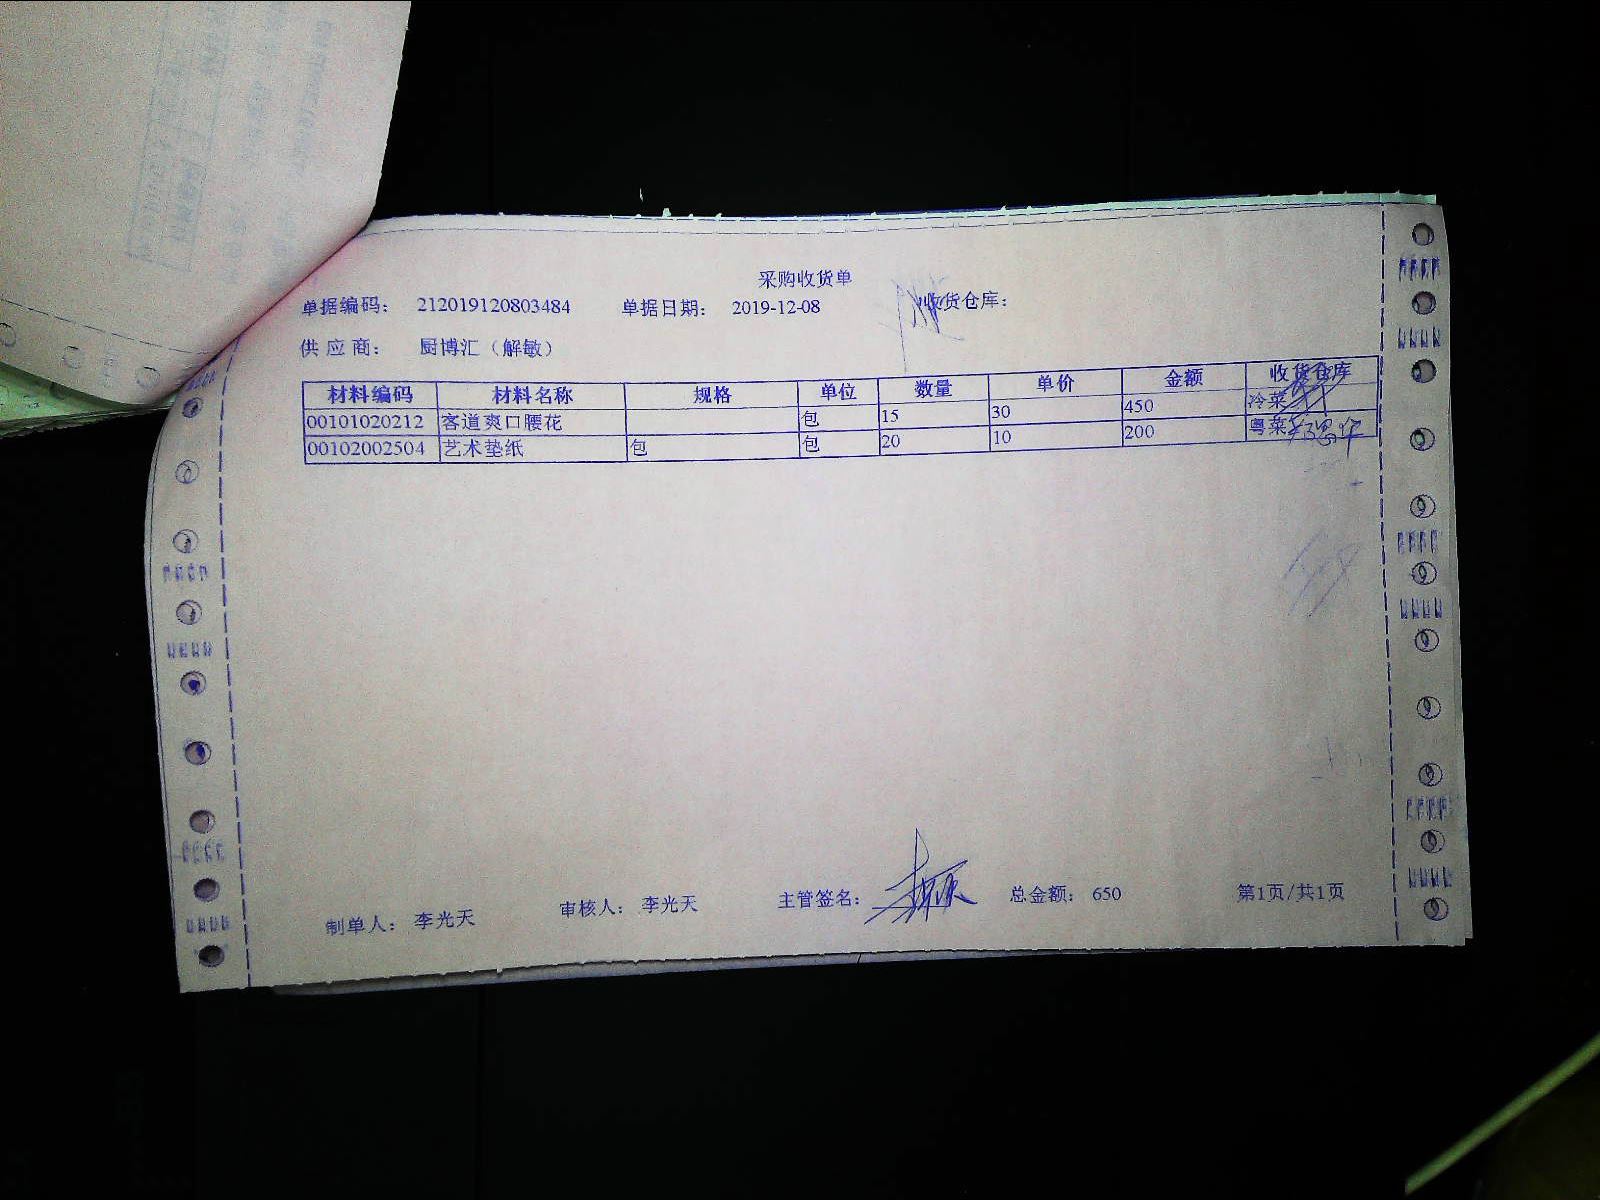 采购收货单
单据编码： 212019120803484 单据日期： 2019-12-08 收货仓库：
供应商： 厨博汇（解敏）
材料编码 材料名称 规格 单位 数量 单价 金额 收货仓库
00101020212 客道爽口腰花 包 15 30 450 冷菜
00102002504 艺术垫纸 包 包 20 10 200 粤菜
制单人： 李光天 审核人： 李光天 主管签名： 总金额： 650 第1页/共1页